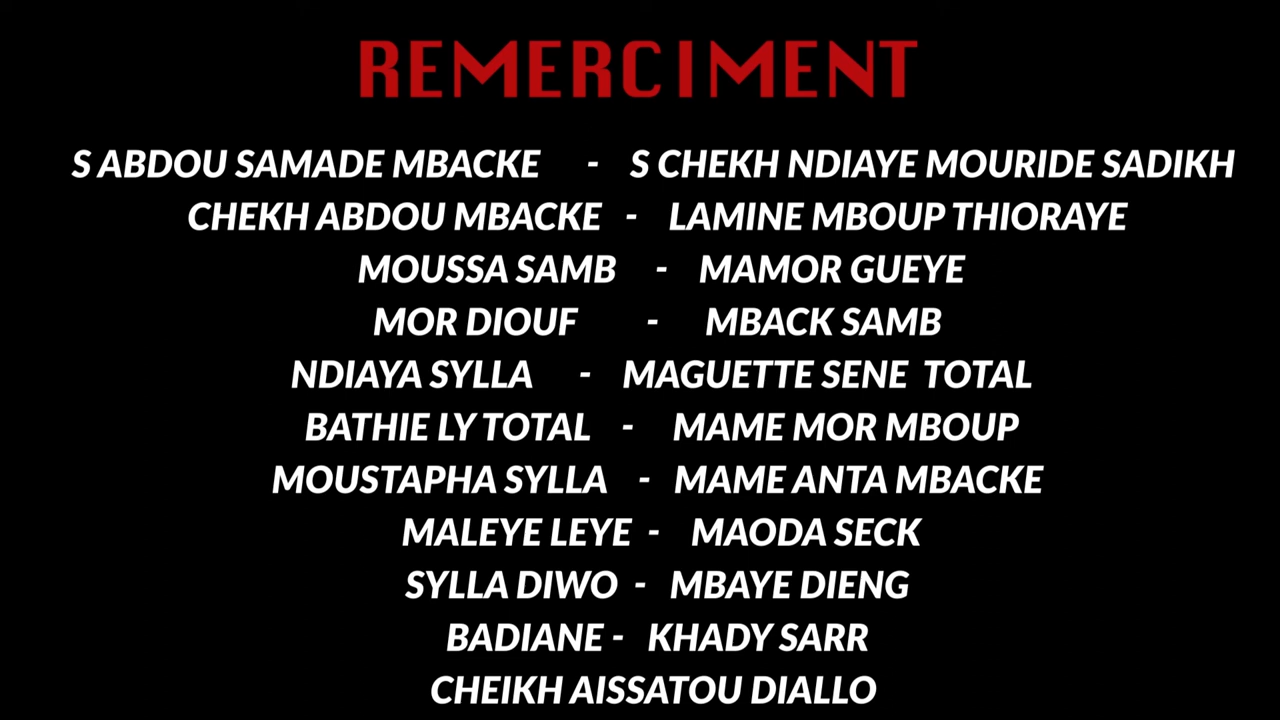 REMERCIMENT
S ABDOU SAMADE MBACKE - S CHEKH NDIAYE MOURIDE SADIKH
CHEKH ABDOU MBACKE - LAMINE MBOUP THIORAYE
MOUSSA SAMB - MAMOR GUEYE
MOR DIOUF - MBACK SAMB
NDIAYA SYLLA - MAGUETTE SENE TOTAL
BATHIE LY TOTAL - MAME MOR MBOUP
MOUSTAPHA SYLLA - MAME ANTA MBACKE
MALEYE LEYE - MAODA SECK
SYLLA DIWO - MBAYE DIENG
BADIANE - KHADY SARR
CHEIKH AISSATOU DIALLO